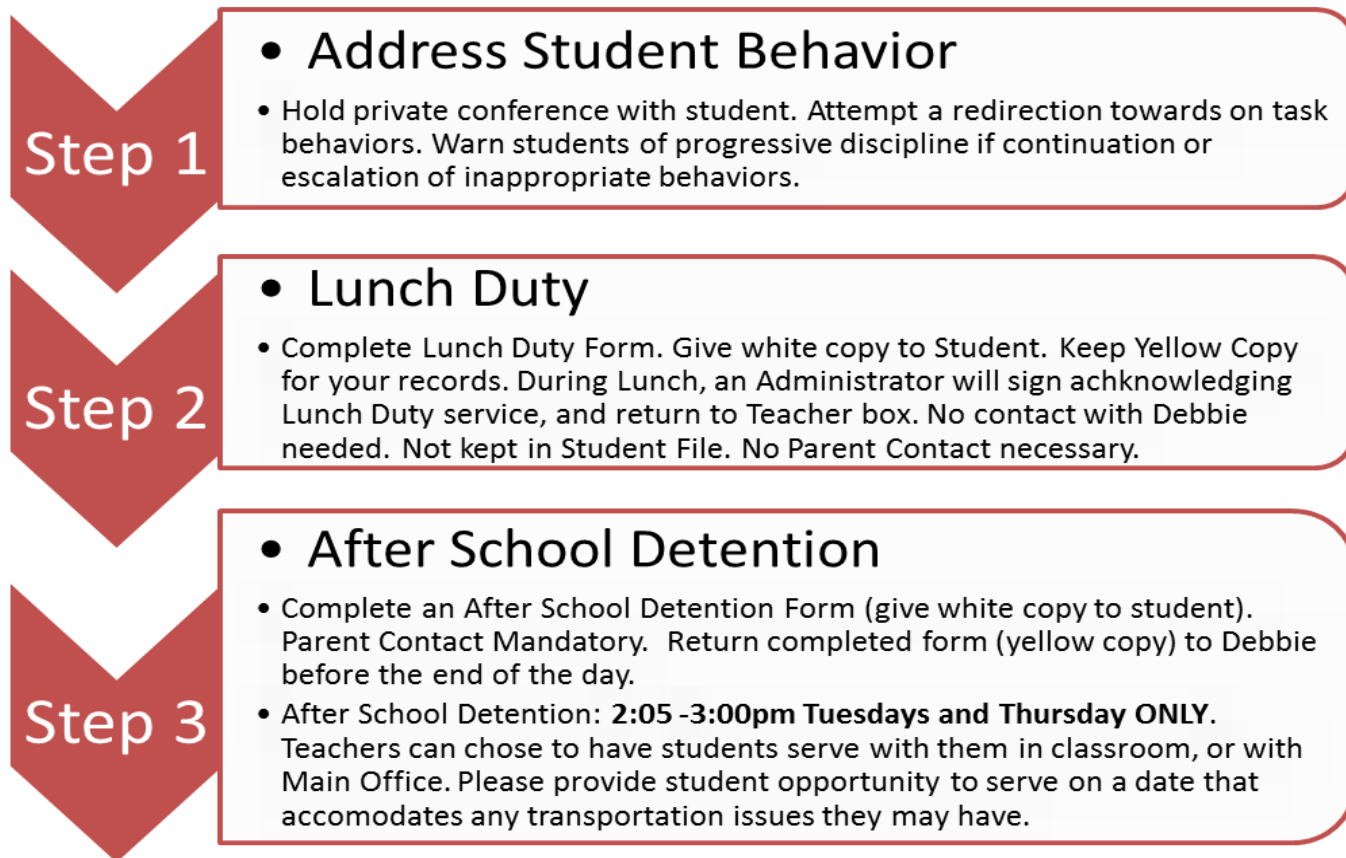 Step 1
• Address Student Behavior
• Hold private conference with student. Attempt a redirection towards on task
behaviors. Warn students of progressive discipline if continuation or
escalation of inappropriate behaviors.
Step 2
• Lunch Duty
• Complete Lunch Duty Form. Give white copy to Student. Keep Yellow Copy
for your records. During Lunch, an Administrator will sign achknowledging
Lunch Duty service, and return to Teacher box. No contact with Debbie
needed. Not kept in Student File. No Parent Contact necessary.
Step 3
• After School Detention
• Complete an After School Detention Form (give white copy to student).
Parent Contact Mandatory.  Return completed form (yellow copy) to Debbie
before the end of the day.
• After School Detention: 2:05 -3:00pm Tuesdays and Thursday ONLY.
Teachers can chose to have students serve with them in classroom, or with
Main Office. Please provide student opportunity to serve on a date that
accomodates any transportation issues they may have.